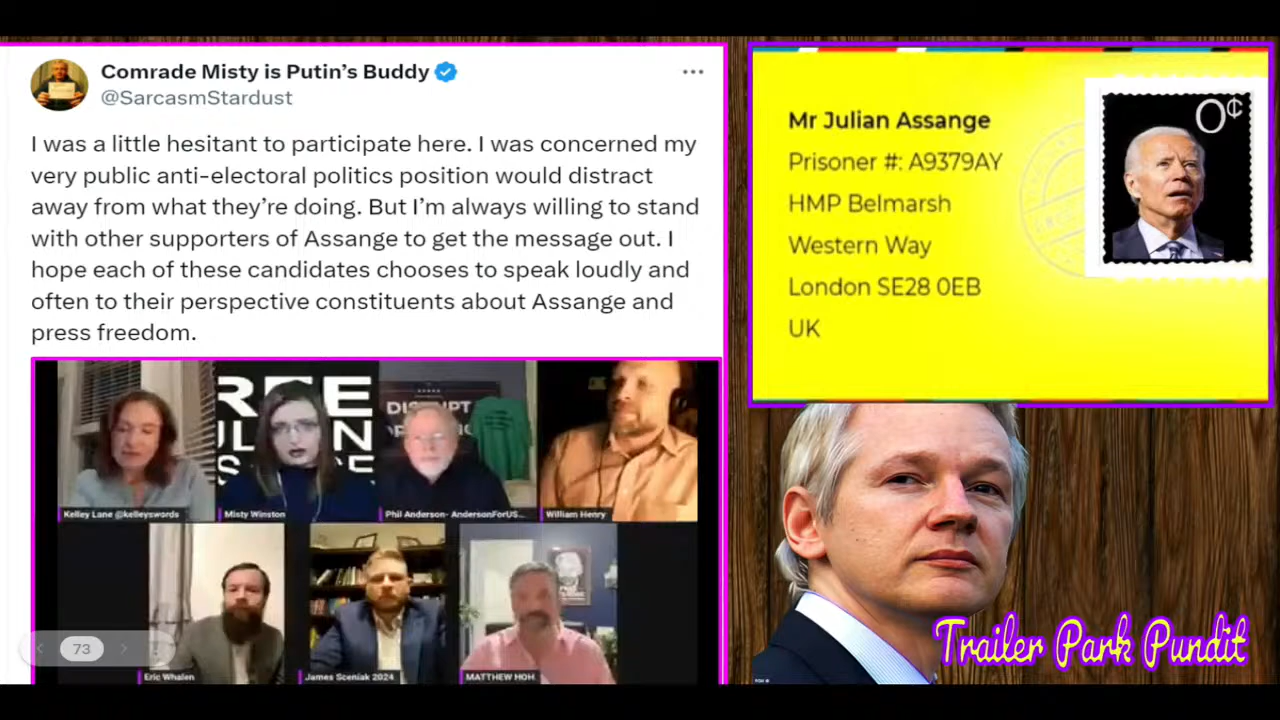 Comrade Misty is Putin's Buddy
@SarcasmStardust
I was a little hesitant to participate here. I was concerned my
very public anti-electoral politics position would distract
away from what they're doing. But I'm always willing to stand
with other supporters of Assange to get the message out. I
hope each of these candidates chooses to speak loudly and
often to their perspective constituents about Assange and
press freedom.
Kelley Lane @kelleyswords
Misty Winston
Phil Anderson- AndersonForUS...
William Henry
Eric Whalen
James Sceniak 2024
MATTHEW HOH
73
Mr Julian Assange
Prisoner #: A9379AY
HMP Belmarsh
Western Way
London SE28 0EB
UK
0¢
Trailer Park Pundit